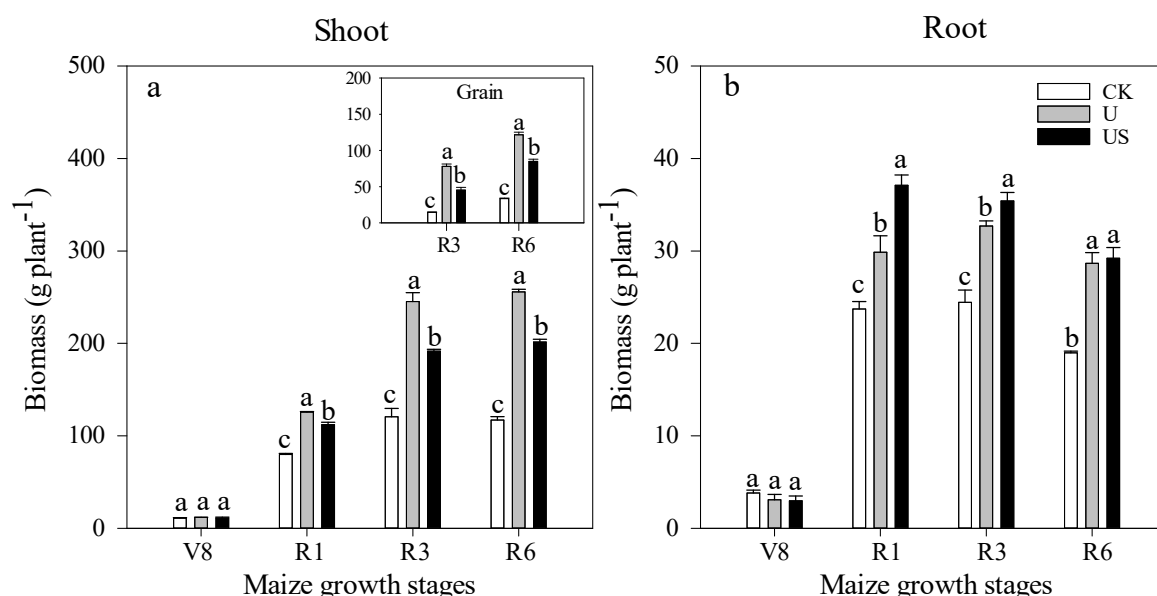 Shoot
Root
Biomass (g plant-1)
500
400
300
200
100
0
a
200
150
100
50
0
Grain
c a b
c a b
R3 R6
a a a
c a b
c a b
c a b
V8 R1 R3 R6
Maize growth stages
Biomass (g plant-1)
50
40
30
20
10
0
b
CK
U
US
a a a
c b a
c b a
b a a
V8 R1 R3 R6
Maize growth stages